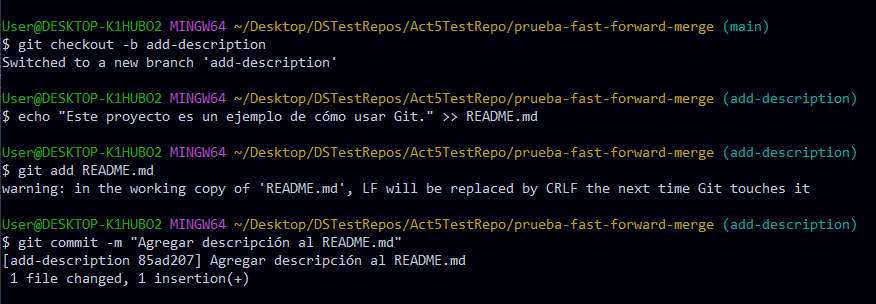 User@DESKTOP-K1HUBO2 MINGW64 ~/Desktop/DSTestRepos/Act5TestRepo/prueba-fast-forward-merge (main)
$ git checkout -b add-description
Switched to a new branch 'add-description'
User@DESKTOP-K1HUBO2 MINGW64 ~/Desktop/DSTestRepos/Act5TestRepo/prueba-fast-forward-merge (add-description)
$ echo "Este proyecto es un ejemplo de cómo usar Git." >> README.md
User@DESKTOP-K1HUBO2 MINGW64 ~/Desktop/DSTestRepos/Act5TestRepo/prueba-fast-forward-merge (add-description)
$ git add README.md
warning: in the working copy of 'README.md', LF will be replaced by CRLF the next time Git touches it
User@DESKTOP-K1HUBO2 MINGW64 ~/Desktop/DSTestRepos/Act5TestRepo/prueba-fast-forward-merge (add-description)
$ git commit -m "Agregar descripción al README.md"
[add-description 85ad207] Agregar descripción al README.md
 1 file changed, 1 insertion(+)